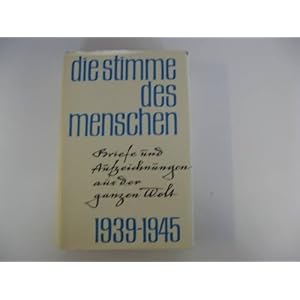 die stimme
des
menschen
Briefe und
Aufzeichnungen
aus der
ganzen Welt
1939-1945